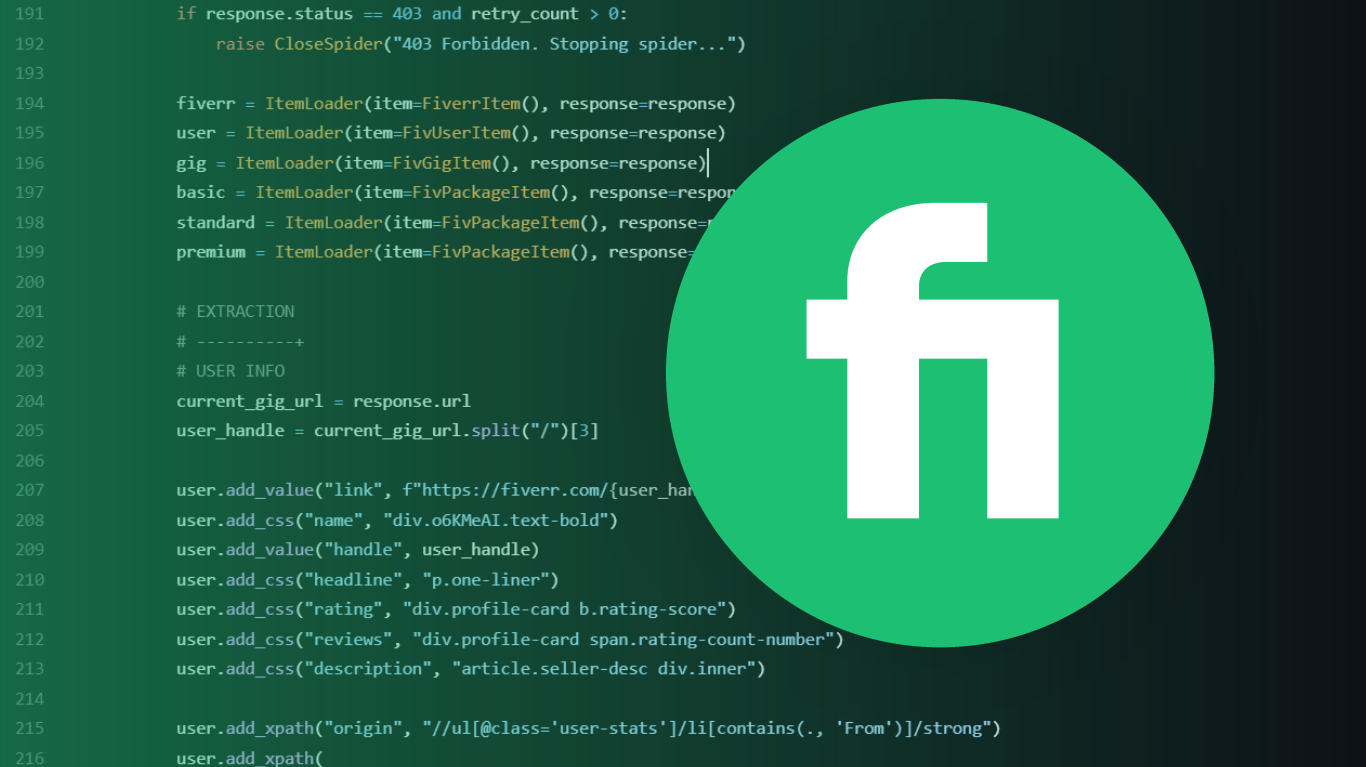 191 if response.status == 403 and retry_count > 0:
192 raise CloseSpider("403 Forbidden. Stopping spider...")
193
194 fiverr = ItemLoader(item=FiverrItem(), response=response)
195 user = ItemLoader(item=FivUserItem(), response=response)
196 gig = ItemLoader(item=FivGigItem(), response=response)
197 basic = ItemLoader(item=FivPackageItem(), response=respon
198 standard = ItemLoader(item=FivPackageItem(), response=
199 premium = ItemLoader(item=FivPackageItem(), response=
200
201 # EXTRACTION
202 # ----------+
203 # USER INFO
204 current_gig_url = response.url
205 user_handle = current_gig_url.split("/")[3]
206
207 user.add_value("link", f"https://fiverr.com/{user_han
208 user.add_css("name", "div.o6KMeAI.text-bold")
209 user.add_value("handle", user_handle)
210 user.add_css("headline", "p.one-liner")
211 user.add_css("rating", "div.profile-card b.rating-score")
212 user.add_css("reviews", "div.profile-card span.rating-count-number")
213 user.add_css("description", "article.seller-desc div.inner")
214
215 user.add_xpath("origin", "//ul[@class='user-stats']/li[contains(., 'From')]/strong")
216 user.add_xpath(
fi